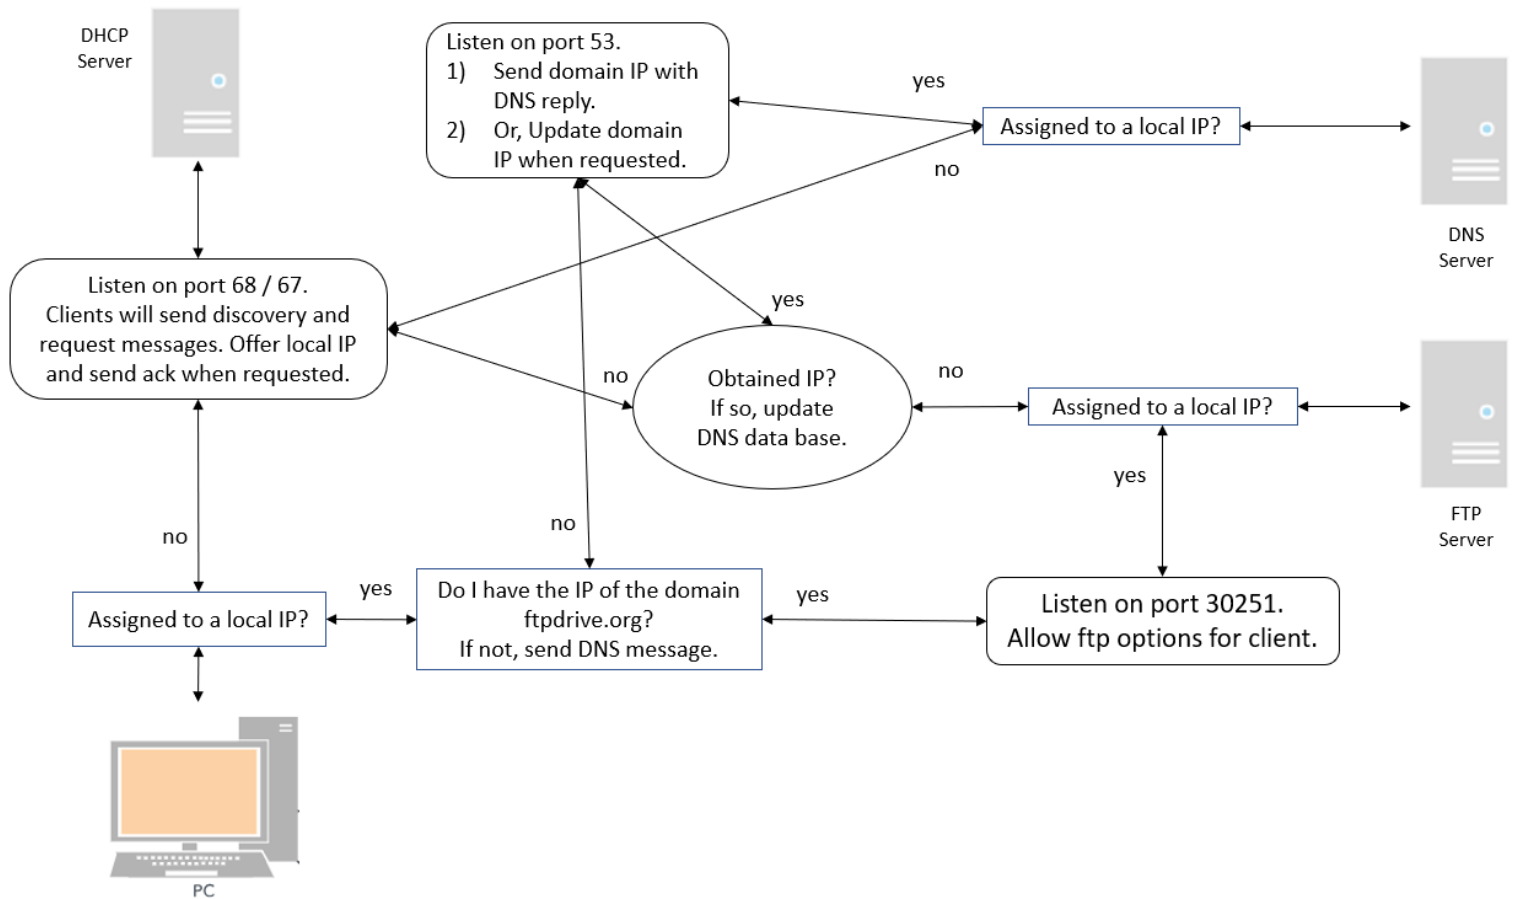 DHCP
Server
Listen on port 53.
1) Send domain IP with
DNS reply.
2) Or, Update domain
IP when requested.
yes
Assigned to a local IP?
no
DNS
Server
Listen on port 68 / 67.
Clients will send discovery and
request messages. Offer local IP
and send ack when requested.
yes
no
Obtained IP?
If so, update
DNS data base.
no
Assigned to a local IP?
yes
FTP
Server
no
no
Assigned to a local IP?
yes
Do I have the IP of the domain
ftpdrive.org?
If not, send DNS message.
yes
Listen on port 30251.
Allow ftp options for client.
PC